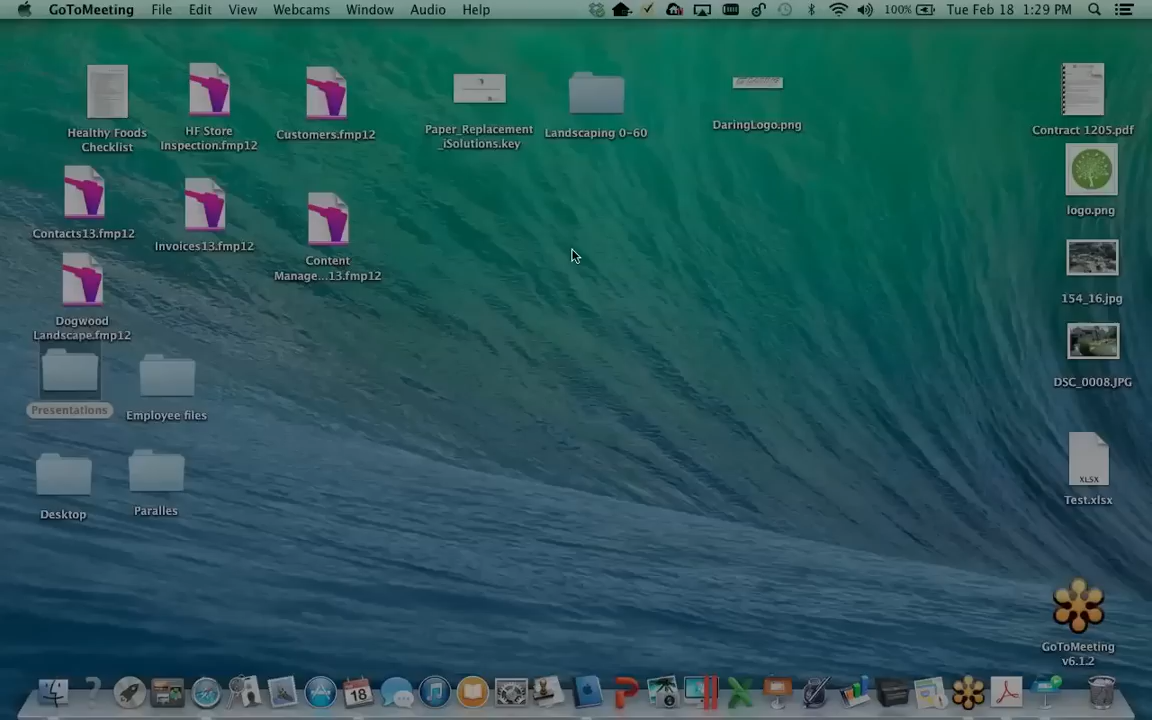 GoToMeeting File Edit View Webcams Window Audio Help 100% Tue Feb 18 1:29 PM
Healthy Foods
Checklist
HF Store
Inspection.fmp12
Customers.fmp12
Paper_Replacement
_iSolutions.key
Landscaping 0-60
DaringLogo.png
Contract 1205.pdf
logo.png
Contacts13.fmp12
Invoices13.fmp12
Content
Manage...13.fmp12
154_16.jpg
Dogwood
Landscape.fmp12
DSC_0008.JPG
Presentations
Employee files
XLSX
Test.xlsx
Desktop
Paralles
GoToMeeting
v6.1.2
18